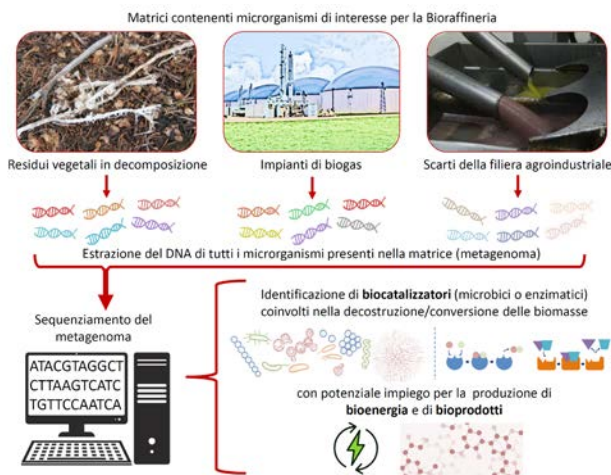 Matrici contenenti microrganismi di interesse per la Bioraffineria
Residui vegetali in decomposizione
Impianti di biogas
Scarti della filiera agroindustriale
Estrazione del DNA di tutti i microrganismi presenti nella matrice (metagenoma)
Sequenziamento del
metagenoma
ATACGTAGGCT
CTTAAGTCATC
TGTTCCAATCA
Identificazione di biocatalizzatori (microbici o enzimatici)
coinvolti nella decostruzione/conversione delle biomasse
con potenziale impiego per la produzione di
bioenergia e di bioprodotti